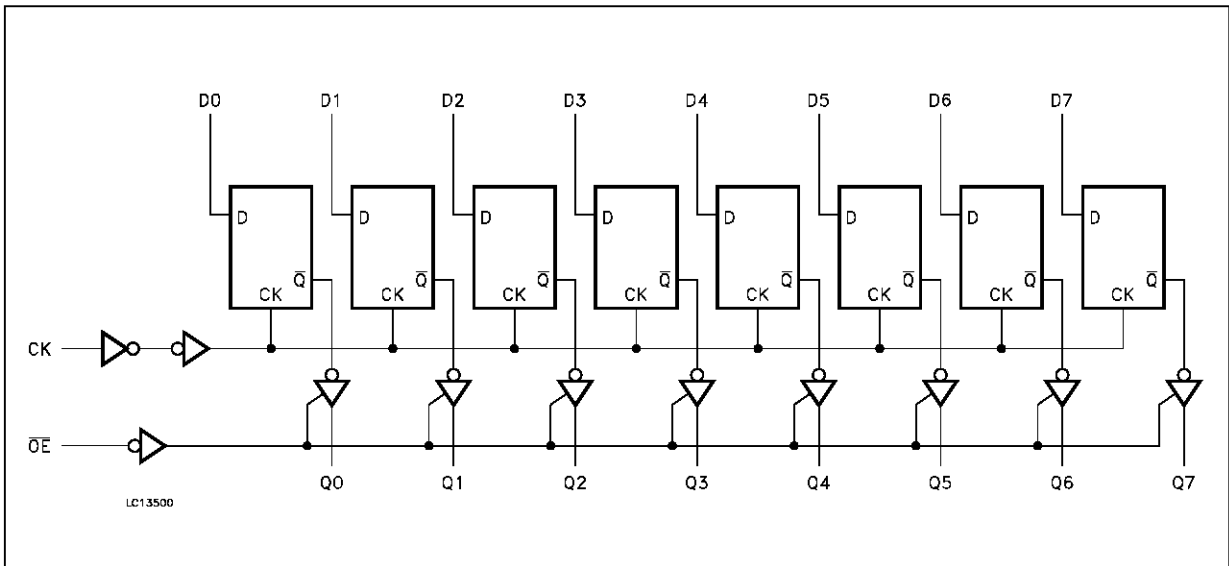 D0 D1 D2 D3 D4 D5 D6 D7
D D D D D D D D
Q̅ Q̅ Q̅ Q̅ Q̅ Q̅ Q̅ Q̅
CK CK CK CK CK CK CK CK
CK
O̅E̅
Q0 Q1 Q2 Q3 Q4 Q5 Q6 Q7
LC13500